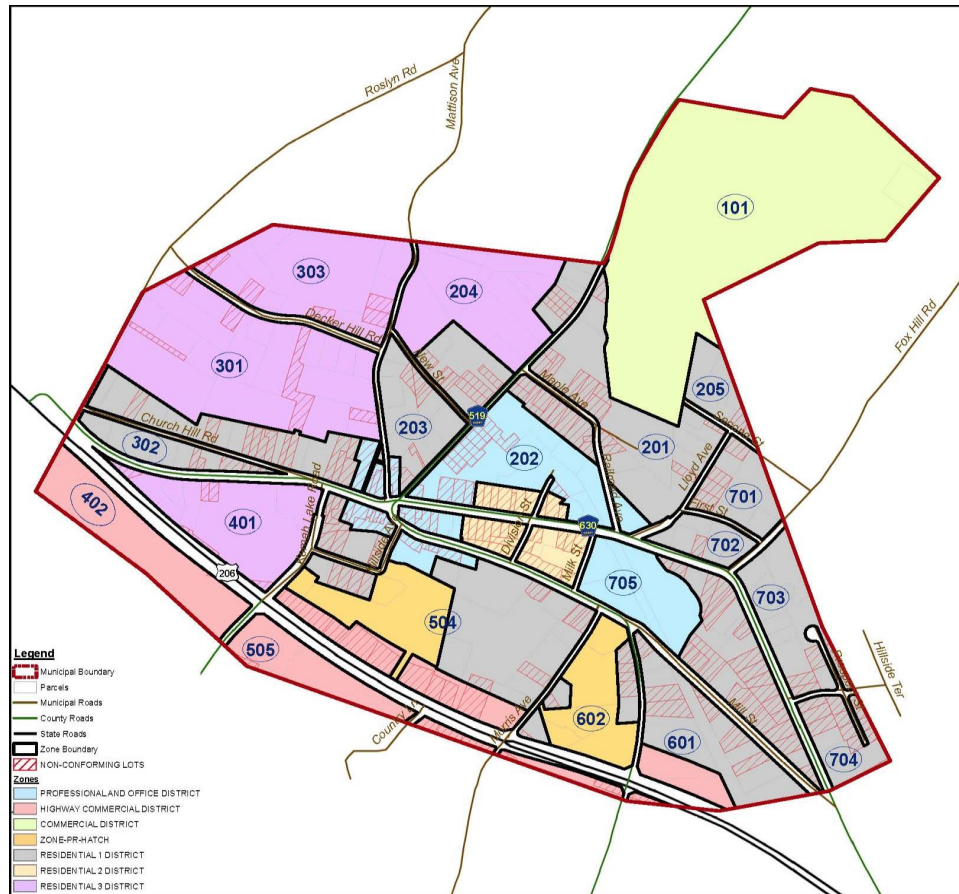 Roslyn Rd
Mattison Ave
101
303
204
Fox Hill Rd
Decker Hill Rd
301
New St
205
Maple Ave
519
Church Hill Rd
203
201
Lloyd Ave
302
202
701
402
401
Division St
630
702
206
Milk St
705
703
504
Hillside Ter
505
602
Morris Ave
Mill St
601
704
Legend
Municipal Boundary
Parcels
Municipal Roads
County Roads
State Roads
Zone Boundary
NON-CONFORMING LOTS
Zones
PROFESSIONAL AND OFFICE DISTRICT
HIGHWAY COMMERCIAL DISTRICT
COMMERCIAL DISTRICT
ZONE-PR-HATCH
RESIDENTIAL 1 DISTRICT
RESIDENTIAL 2 DISTRICT
RESIDENTIAL 3 DISTRICT